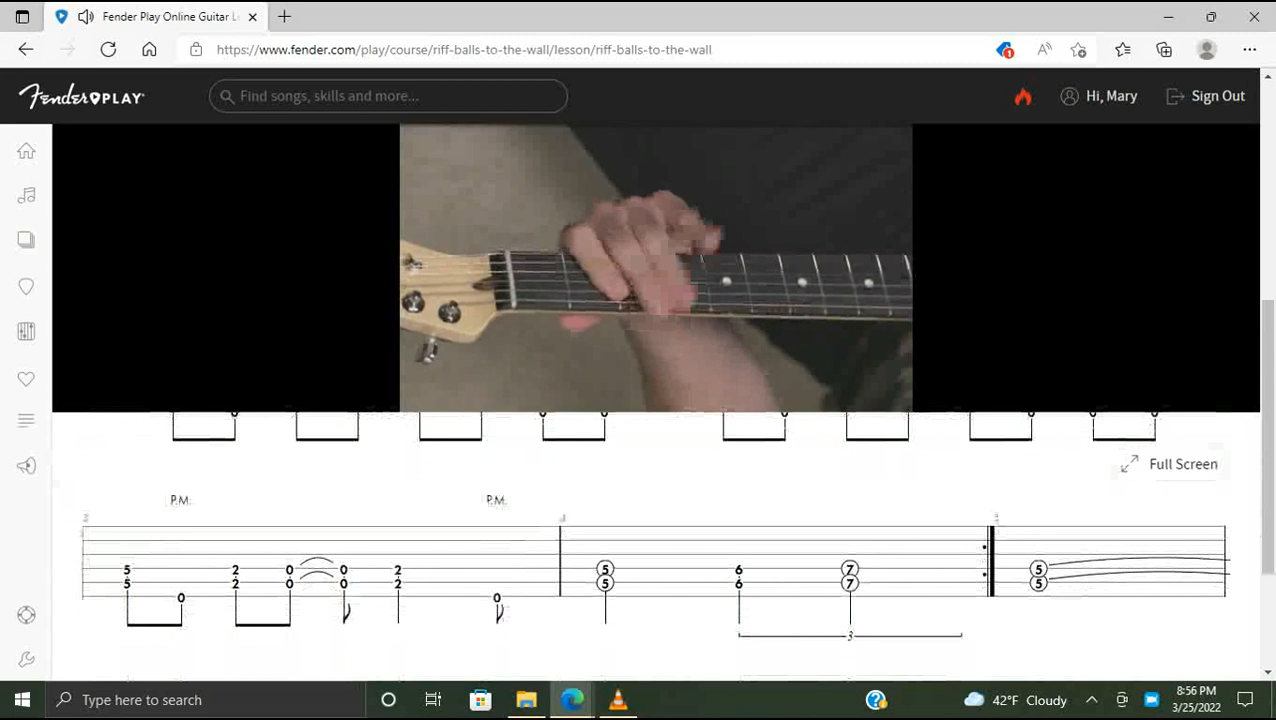 Fender Play Online Guitar L
https://www.fender.com/play/course/riff-balls-to-the-wall/lesson/riff-balls-to-the-wall
1
Fender PLAY
Find songs, skills and more...
Hi, Mary
Sign Out
Full Screen
P.M. P.M.
5 2 0 0 2 5 6 7 5
5 2 0 0 2 5 6 7 5
0 0
3
Type here to search
42°F Cloudy
8:56 PM
3/25/2022